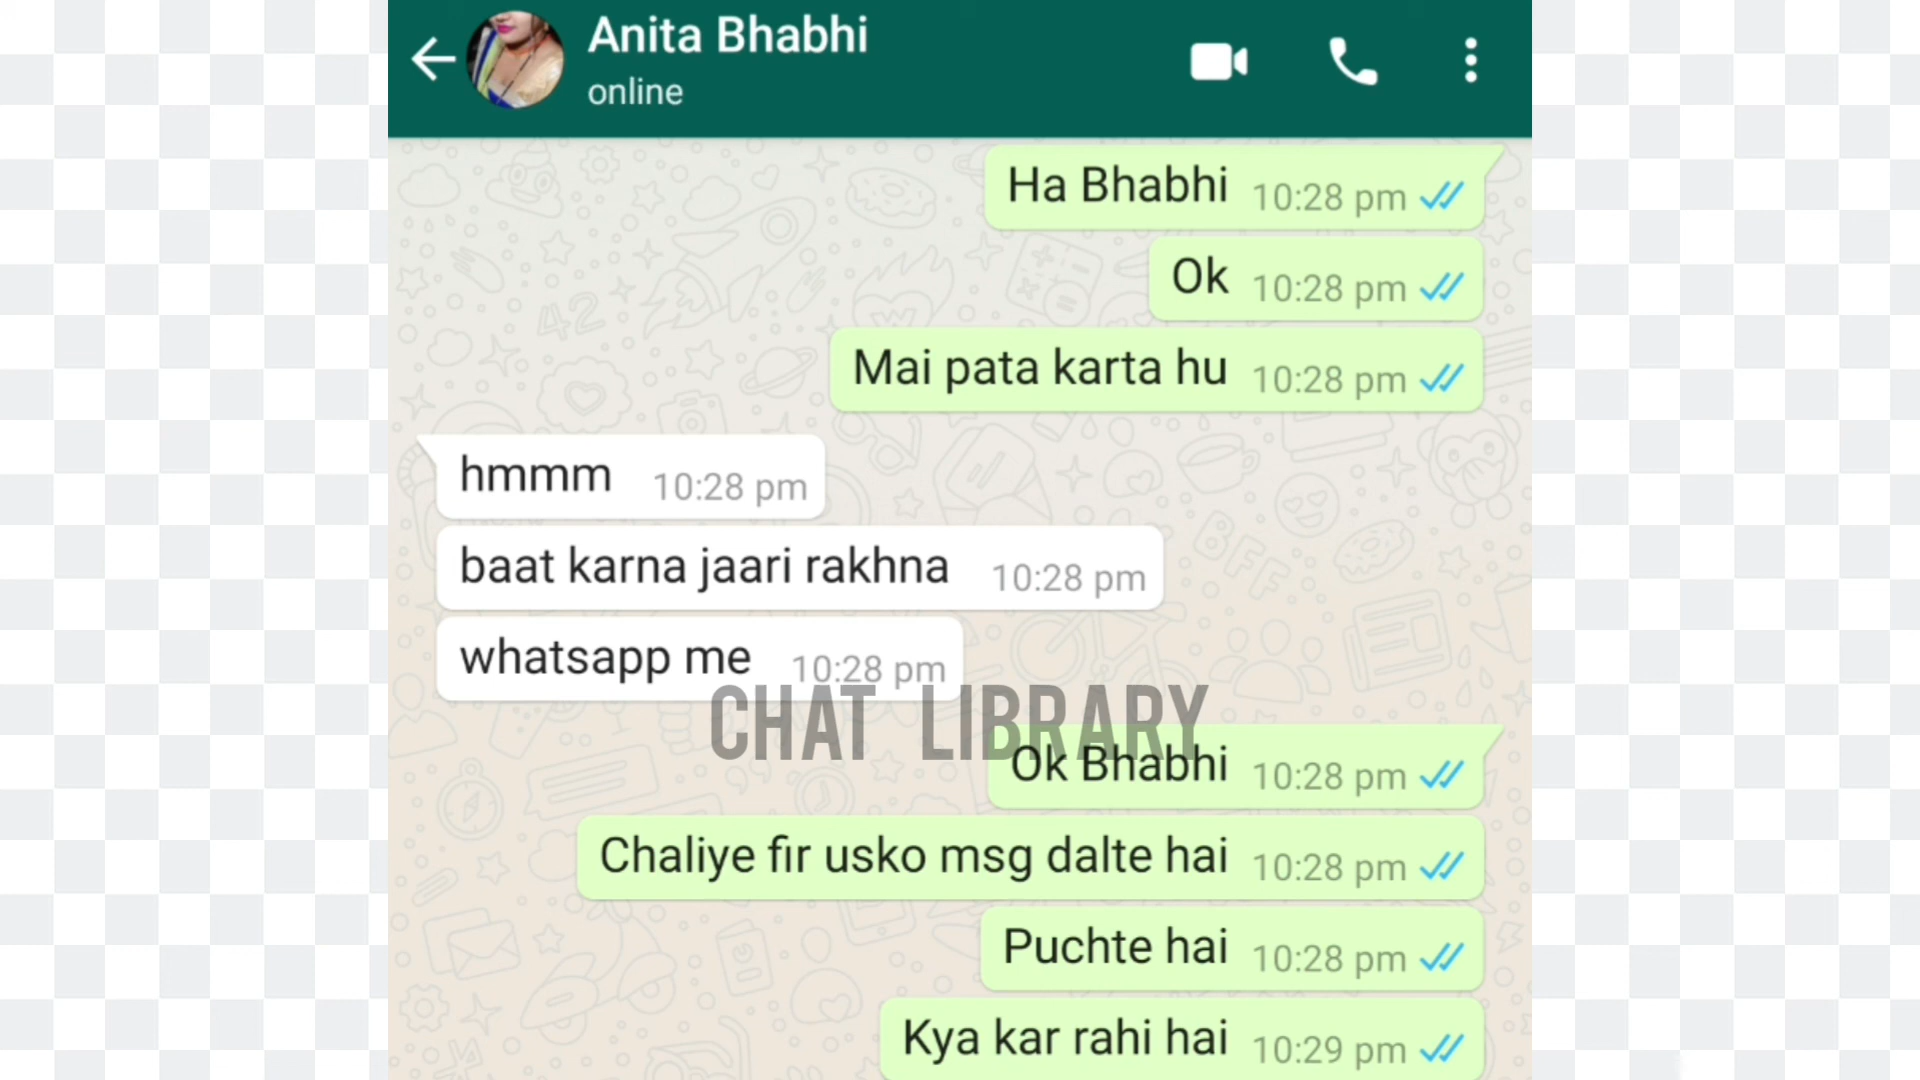 Anita Bhabhi
online
Ha Bhabhi 10:28 pm
Ok 10:28 pm
Mai pata karta hu 10:28 pm
hmmm 10:28 pm
baat karna jaari rakhna 10:28 pm
whatsapp me 10:28 pm
CHAT LIBRARY
Ok Bhabhi 10:28 pm
Chaliye fir usko msg dalte hai 10:28 pm
Puchte hai 10:28 pm
Kya kar rahi hai 10:29 pm